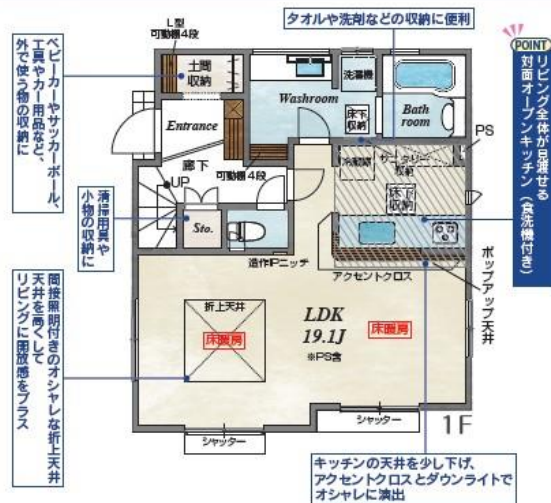 L型
可動棚4段
タオルや洗剤などの収納に便利
POINT
リビング全体が見渡せる
対面オープンキッチン（食洗機付き）
ベビーカーやサッカーボール、
工具やカー用品など、
外で使う物の収納に
土間
収納
洗濯機
Washroom
床下
収納
Bath
room
Entrance
PS
廊下
冷蔵庫
サータリー
収納
可動棚4段
UP
床下
収納
清掃用具や
小物の収納に
Sto.
造作IPニッチ
アクセントクロス
ポップアップ天井
間接照明付きのオシャレな折上天井
天井を高くして
リビングに開放感をプラス
折上天井
床暖房
LDK
19.1J
※PS含
床暖房
シャッター
シャッター
1F
キッチンの天井を少し下げ、
アクセントクロスとダウンライトで
オシャレに演出